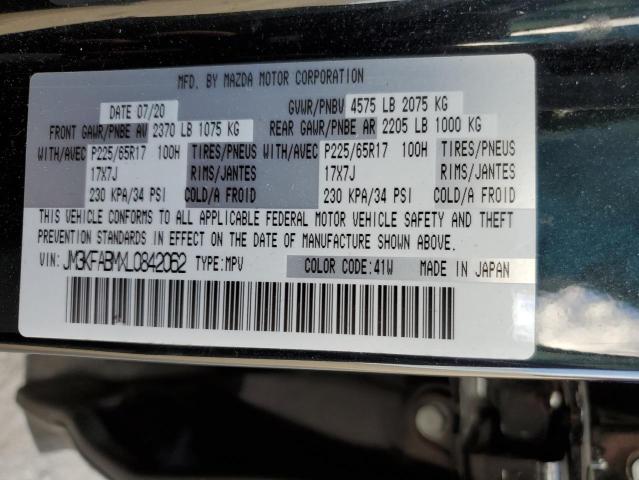 MFD. BY MAZDA MOTOR CORPORATION
DATE 07/20 GVWR/PNBV 4575 LB 2075 KG
FRONT GAWR/PNBE AV 2370 LB 1075 KG REAR GAWR/PNBE AR 2205 LB 1000 KG
WITH/AVEC P225/65R17 100H TIRES/PNEUS WITH/AVEC P225/65R17 100H TIRES/PNEUS
17X7J RIMS/JANTES 17X7J RIMS/JANTES
230 KPA/34 PSI COLD/A FROID 230 KPA/34 PSI COLD/A FROID
THIS VEHICLE CONFORMS TO ALL APPLICABLE FEDERAL MOTOR VEHICLE SAFETY AND THEFT
PREVENTION STANDARDS IN EFFECT ON THE DATE OF MANUFACTURE SHOWN ABOVE.
VIN: JM3KFABMXL0842062 TYPE:MPV COLOR CODE:41W MADE IN JAPAN